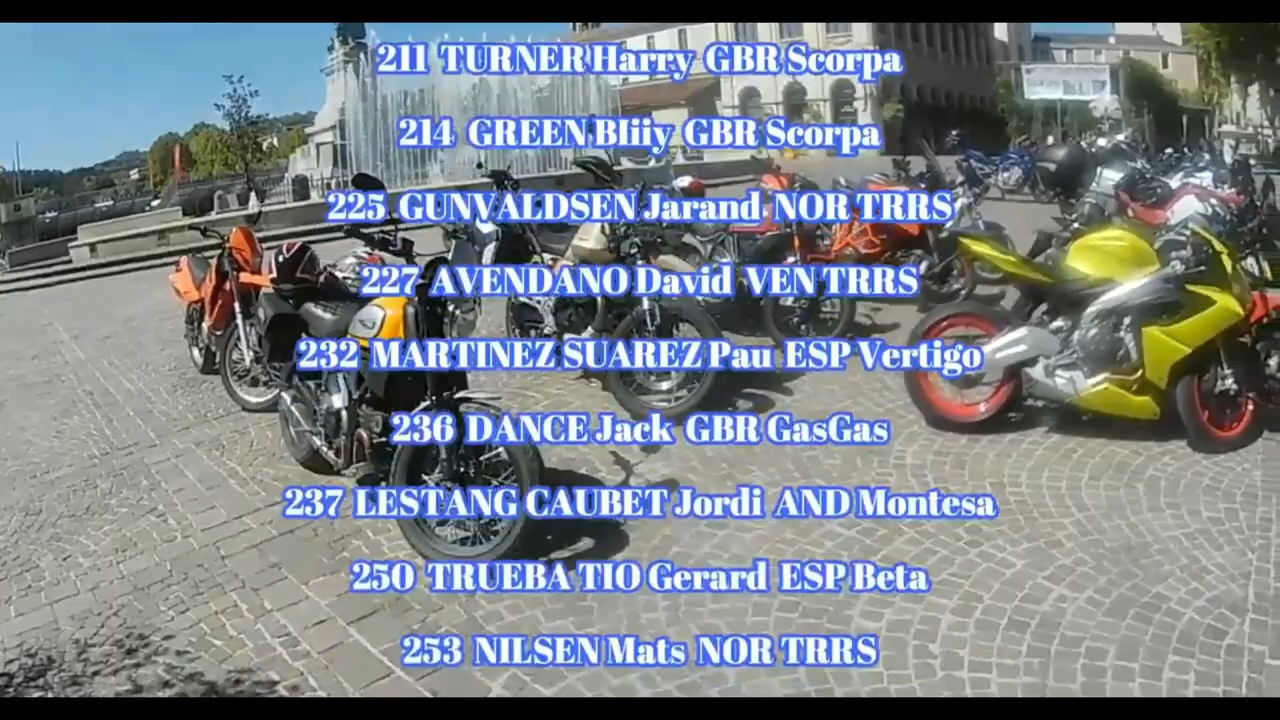 211 TURNER Harry GBR Scorpa
214 GREEN BIiiy GBR Scorpa
225 GUNVALDSEN Jarand NOR TRRS
227 AVENDANO David VEN TRRS
232 MARTINEZ SUAREZ Pau ESP Vertigo
236 DANCE Jack GBR GasGas
237 LESTANG CAUBET Jordi AND Montesa
250 TRUEBA TIO Gerard ESP Beta
253 NILSEN Mats NOR TRRS